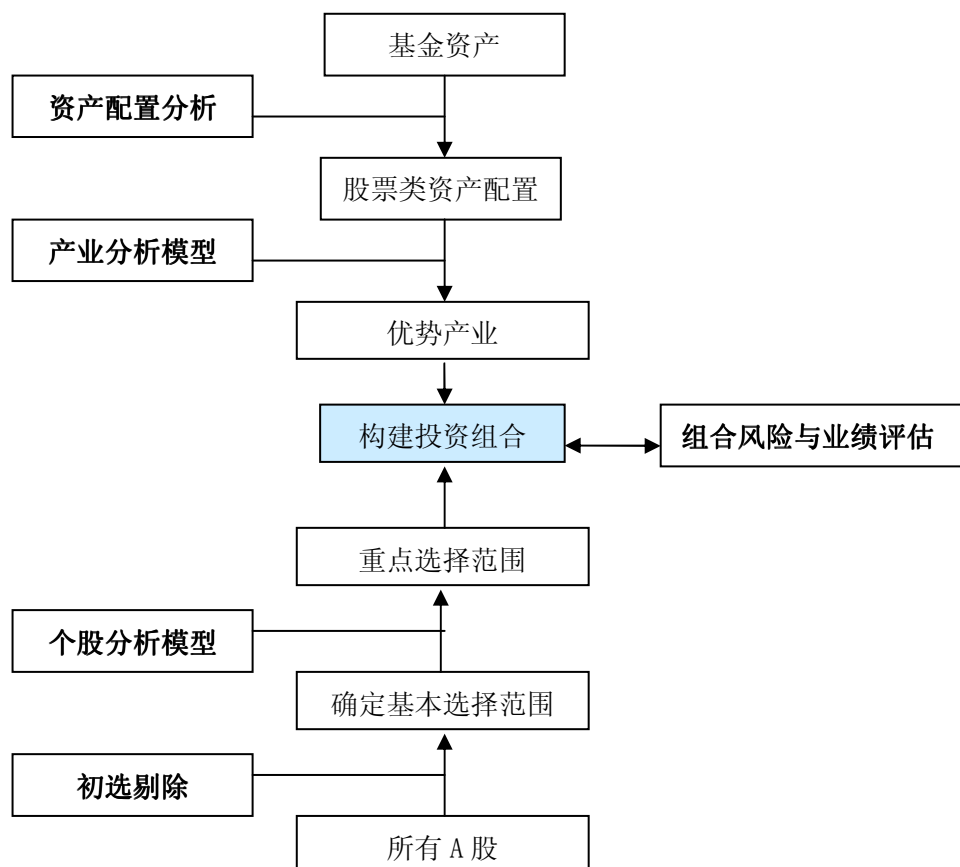 基金资产
资产配置分析
股票类资产配置
产业分析模型
优势产业
构建投资组合
组合风险与业绩评估
重点选择范围
个股分析模型
确定基本选择范围
初选剔除
所有 A 股